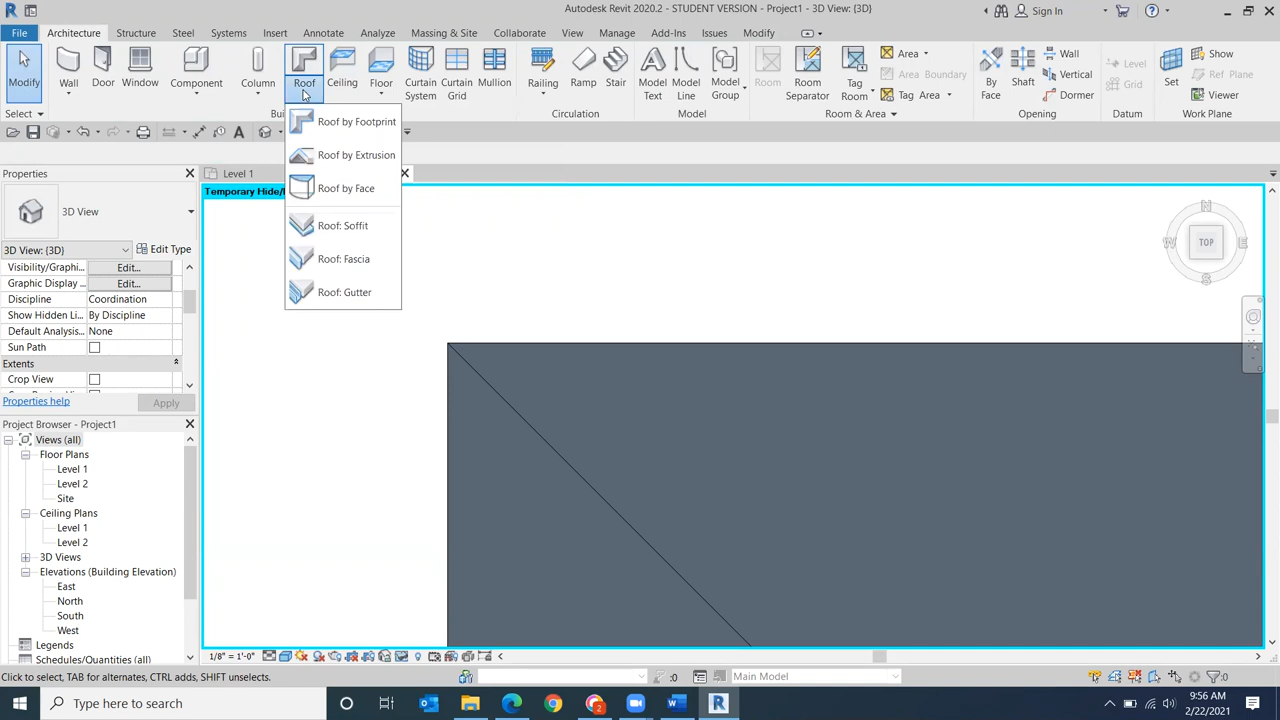 Autodesk Revit 2020.2 - STUDENT VERSION - Project1 - 3D View: {3D}
Sign In
File Architecture Structure Steel Systems Insert Annotate Analyze Massing & Site Collaborate View Manage Add-Ins Issues Modify
Modify Wall Door Window Component Column Roof Ceiling Floor Curtain System Curtain Grid Mullion Railing Ramp Stair Model Text Model Line Model Group Room Room Separator Tag Room Area Area Boundary Tag Area By Face Shaft Wall Vertical Dormer Level Grid Set Show Ref Plane Viewer
Select Circulation Model Room & Area Opening Datum Work Plane
Roof by Footprint
Roof by Extrusion
Roof by Face
Roof: Soffit
Roof: Fascia
Roof: Gutter
Properties
Level 1
Temporary Hide/
3D View
3D View: {3D}
Edit Type
Visibility/Graphi... Edit...
Graphic Display ... Edit...
Discipline Coordination
Show Hidden Li... By Discipline
Default Analysis... None
Sun Path
Extents
Crop View
Properties help
Apply
TOP
N
W
E
S
Project Browser - Project1
Views (all)
Floor Plans
Level 1
Level 2
Site
Ceiling Plans
Level 1
Level 2
3D Views
Elevations (Building Elevation)
East
North
South
West
Legends
Schedules/Quantities (all)
1/8" = 1'-0"
Click to select, TAB for alternates, CTRL adds, SHIFT unselects.
:0
Main Model
:0
Type here to search
9:56 AM
2/22/2021